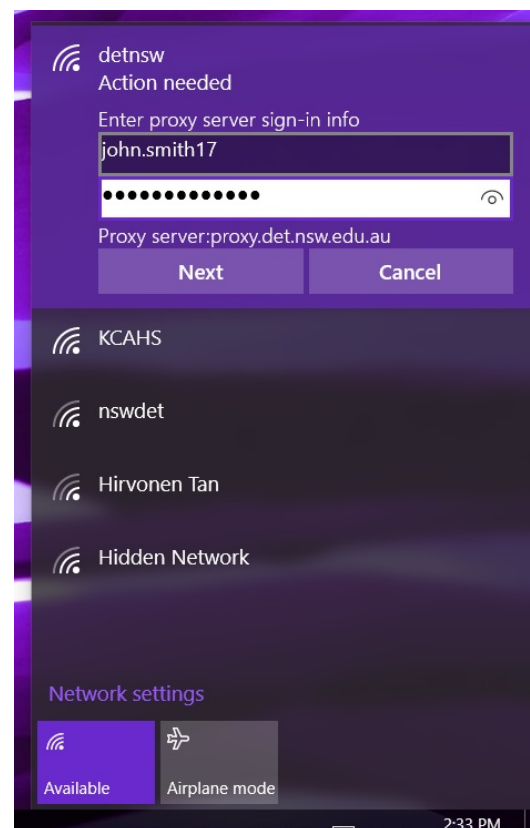 detnsw
Action needed
Enter proxy server sign-in info
john.smith17
●●●●●●●●●●●●●
Proxy server:proxy.det.nsw.edu.au
Next Cancel
KCAHS
nswdet
Hirvonen Tan
Hidden Network
Network settings
Available Airplane mode
2:33 PM